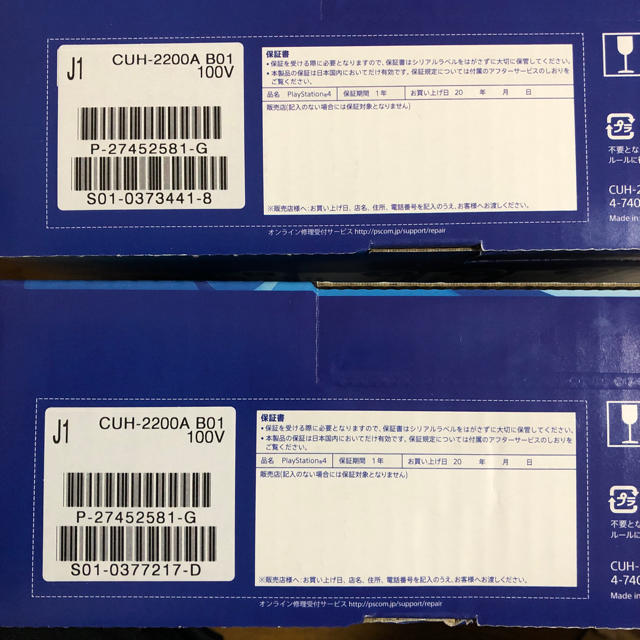 J1
CUH-2200A B01
100V
P-27452581-G
S01-0373441-8
保証書
・保証を受ける際に必要となりますので、保証書はシリアルラベルをはがさずに大切に保管してください。
・本製品の保証は日本国内においてだけ有効です。保証規定については付属のアフターサービスのしおりを
ご覧ください。
品名 PlayStation®4 保証期間 1年 お買い上げ日 20 年 月 日
販売店(記入のない場合には保証対象となりません)
※販売店様へ:お買い上げ日、店名、住所、電話番号を記入のうえ、お客様へお渡しください。
オンライン修理受付サービス http://pscom.jp/support/repair
プラ
不要とな
ルールに
CUH-2
4-740
Made in
J1
CUH-2200A B01
100V
P-27452581-G
S01-0377217-D
保証書
・保証を受ける際に必要となりますので、保証書はシリアルラベルをはがさずに大切に保管してください。
・本製品の保証は日本国内においてだけ有効です。保証規定については付属のアフターサービスのしおりを
ご覧ください。
品名 PlayStation®4 保証期間 1年 お買い上げ日 20 年 月 日
販売店(記入のない場合には保証対象となりません)
※販売店様へ:お買い上げ日、店名、住所、電話番号を記入のうえ、お客様へお渡しください。
オンライン修理受付サービス http://pscom.jp/support/repair
プラ
不要とな
ルールに
CUH-
4-740
Made in